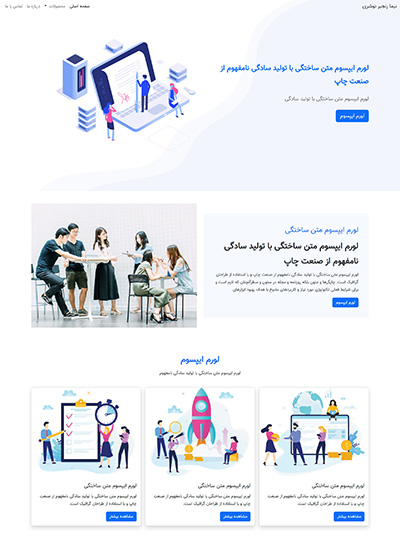 نیما رنجبر نوشتری
صفحه اصلی محصولات درباره ما تماس با ما
لورم ایپسوم متن ساختگی با تولید سادگی نامفهوم از
صنعت چاپ
لورم ایپسوم متن ساختگی با تولید سادگی
لورم ایپسوم
لورم ایپسوم متن ساختگی
لورم ایپسوم متن ساختگی با تولید سادگی
نامفهوم از صنعت چاپ
لورم ایپسوم متن ساختگی با تولید سادگی نامفهوم از صنعت چاپ و با استفاده از طراحان
گرافیک است. چاپگرها و متون بلکه روزنامه و مجله در ستون و سطرآنچنان که لازم است و
برای شرایط فعلی تکنولوژی مورد نیاز و کاربردهای متنوع با هدف بهبود ابزارهای
لورم ایپسوم
لورم ایپسوم
لورم ایپسوم متن ساختگی با تولید سادگی نامفهوم
لورم ایپسوم متن ساختگی
لورم ایپسوم متن ساختگی با تولید سادگی نامفهوم از صنعت
چاپ و با استفاده از طراحان گرافیک است.
مشاهده بیشتر
لورم ایپسوم متن ساختگی
لورم ایپسوم متن ساختگی با تولید سادگی نامفهوم از صنعت
چاپ و با استفاده از طراحان گرافیک است.
مشاهده بیشتر
لورم ایپسوم متن ساختگی
لورم ایپسوم متن ساختگی با تولید سادگی نامفهوم از صنعت
چاپ و با استفاده از طراحان گرافیک است.
مشاهده بیشتر